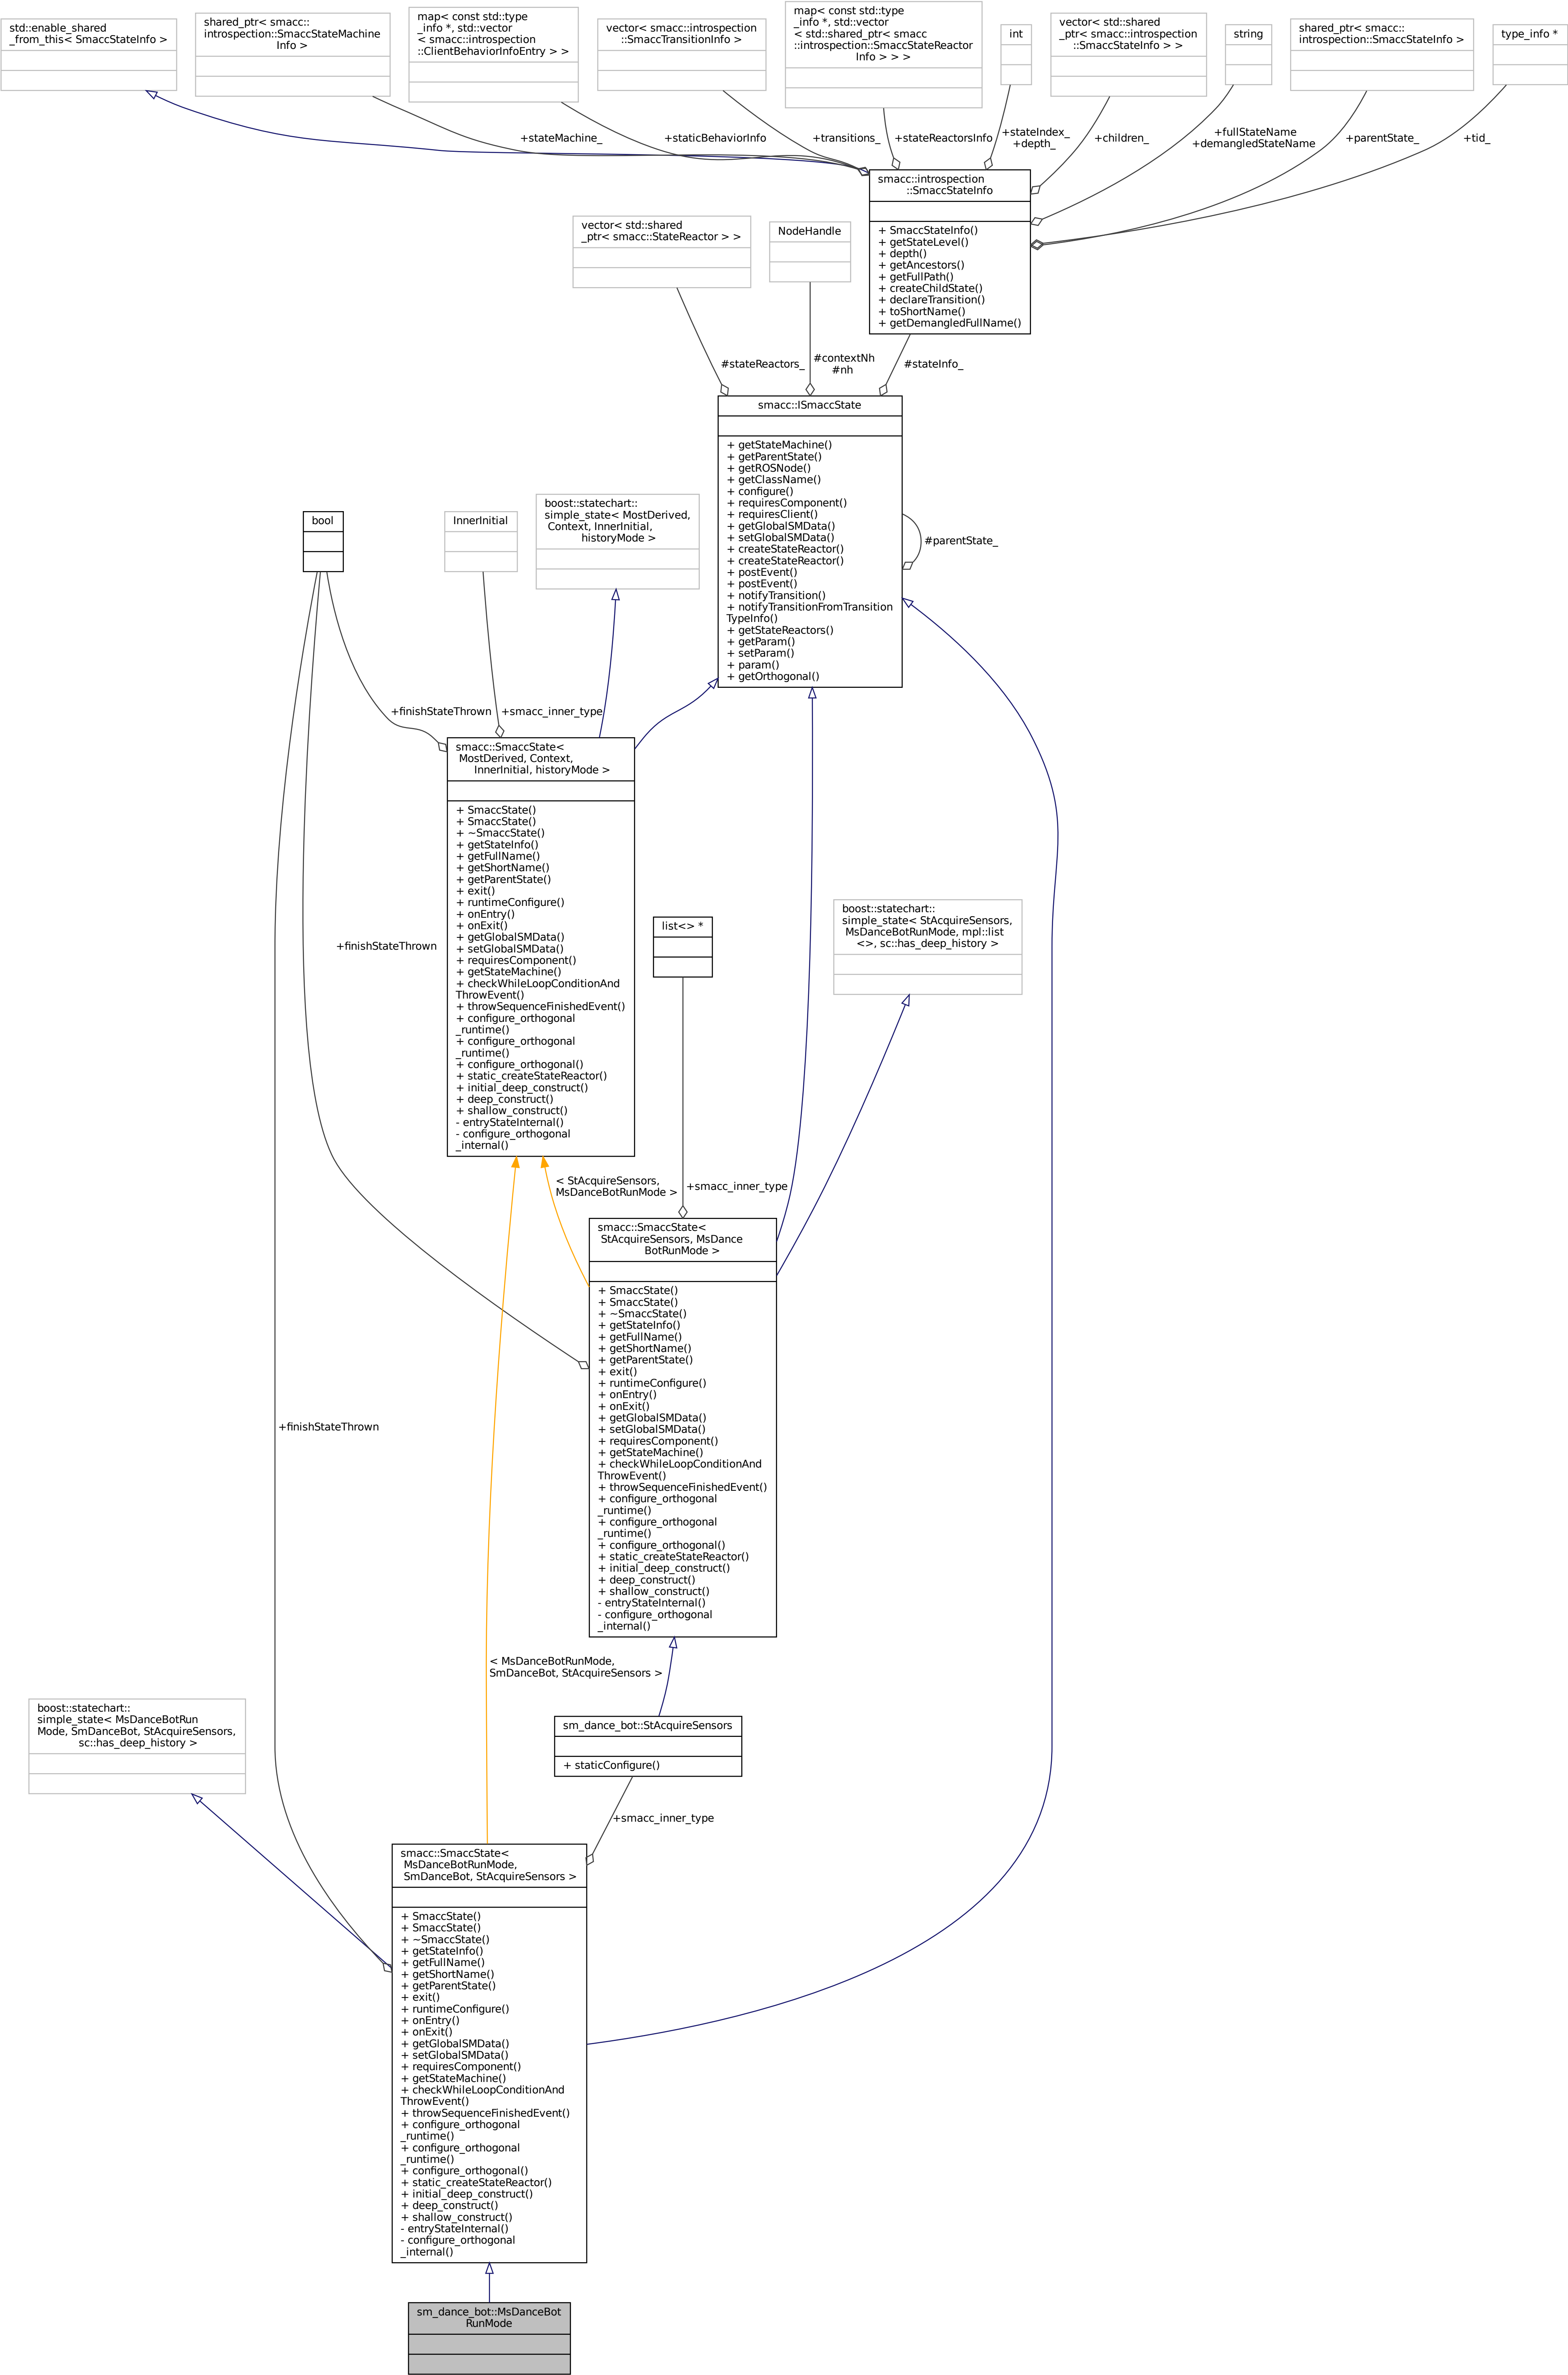 std::enable_shared
_from_this< SmaccStateInfo >
shared_ptr< smacc::
introspection::SmaccStateMachine
Info >
map< const std::type
_info *, std::vector
< smacc::introspection
::ClientBehaviorInfoEntry > >
vector< smacc::introspection
::SmaccTransitionInfo >
map< const std::type
_info *, std::vector
< std::shared_ptr< smacc
::introspection::SmaccStateReactor
Info > > >
int
vector< std::shared
_ptr< smacc::introspection
::SmaccStateInfo > >
string
shared_ptr< smacc::
introspection::SmaccStateInfo >
type_info *
+stateMachine_
+staticBehaviorInfo
+transitions_
+stateReactorsInfo
+stateIndex_
+depth_
+children_
+fullStateName
+demangledStateName
+parentState_
+tid_
smacc::introspection
::SmaccStateInfo
+ SmaccStateInfo()
+ getStateLevel()
+ depth()
+ getAncestors()
+ getFullPath()
+ createChildState()
+ declareTransition()
+ toShortName()
+ getDemangledFullName()
vector< std::shared
_ptr< smacc::StateReactor > >
NodeHandle
#stateReactors_
#contextNh
#nh
#stateInfo_
smacc::ISmaccState
+ getStateMachine()
+ getParentState()
+ getROSNode()
+ getClassName()
+ configure()
+ requiresComponent()
+ requiresClient()
+ getGlobalSMData()
+ setGlobalSMData()
+ createStateReactor()
+ createStateReactor()
+ postEvent()
+ postEvent()
+ notifyTransition()
+ notifyTransitionFromTransition
TypeInfo()
+ getStateReactors()
+ getParam()
+ setParam()
+ param()
+ getOrthogonal()
#parentState_
bool
InnerInitial
boost::statechart::
simple_state< MostDerived,
Context, InnerInitial,
historyMode >
+finishStateThrown
+smacc_inner_type
smacc::SmaccState<
MostDerived, Context,
InnerInitial, historyMode >
+ SmaccState()
+ SmaccState()
+ ~SmaccState()
+ getStateInfo()
+ getFullName()
+ getShortName()
+ getParentState()
+ exit()
+ runtimeConfigure()
+ onEntry()
+ onExit()
+ getGlobalSMData()
+ setGlobalSMData()
+ requiresComponent()
+ getStateMachine()
+ checkWhileLoopConditionAnd
ThrowEvent()
+ throwSequenceFinishedEvent()
+ configure_orthogonal
_runtime()
+ configure_orthogonal
_runtime()
+ configure_orthogonal()
+ static_createStateReactor()
+ initial_deep_construct()
+ deep_construct()
+ shallow_construct()
- entryStateInternal()
- configure_orthogonal
_internal()
+finishStateThrown
list<> *
boost::statechart::
simple_state< StAcquireSensors,
MsDanceBotRunMode, mpl::list
<>, sc::has_deep_history >
< StAcquireSensors,
MsDanceBotRunMode >
+smacc_inner_type
smacc::SmaccState<
StAcquireSensors, MsDance
BotRunMode >
+ SmaccState()
+ SmaccState()
+ ~SmaccState()
+ getStateInfo()
+ getFullName()
+ getShortName()
+ getParentState()
+ exit()
+ runtimeConfigure()
+ onEntry()
+ onExit()
+ getGlobalSMData()
+ setGlobalSMData()
+ requiresComponent()
+ getStateMachine()
+ checkWhileLoopConditionAnd
ThrowEvent()
+ throwSequenceFinishedEvent()
+ configure_orthogonal
_runtime()
+ configure_orthogonal
_runtime()
+ configure_orthogonal()
+ static_createStateReactor()
+ initial_deep_construct()
+ deep_construct()
+ shallow_construct()
- entryStateInternal()
- configure_orthogonal
_internal()
+finishStateThrown
< MsDanceBotRunMode,
SmDanceBot, StAcquireSensors >
boost::statechart::
simple_state< MsDanceBotRun
Mode, SmDanceBot, StAcquireSensors,
sc::has_deep_history >
sm_dance_bot::StAcquireSensors
+ staticConfigure()
+smacc_inner_type
smacc::SmaccState<
MsDanceBotRunMode,
SmDanceBot, StAcquireSensors >
+ SmaccState()
+ SmaccState()
+ ~SmaccState()
+ getStateInfo()
+ getFullName()
+ getShortName()
+ getParentState()
+ exit()
+ runtimeConfigure()
+ onEntry()
+ onExit()
+ getGlobalSMData()
+ setGlobalSMData()
+ requiresComponent()
+ getStateMachine()
+ checkWhileLoopConditionAnd
ThrowEvent()
+ throwSequenceFinishedEvent()
+ configure_orthogonal
_runtime()
+ configure_orthogonal
_runtime()
+ configure_orthogonal()
+ static_createStateReactor()
+ initial_deep_construct()
+ deep_construct()
+ shallow_construct()
- entryStateInternal()
- configure_orthogonal
_internal()
sm_dance_bot::MsDanceBot
RunMode